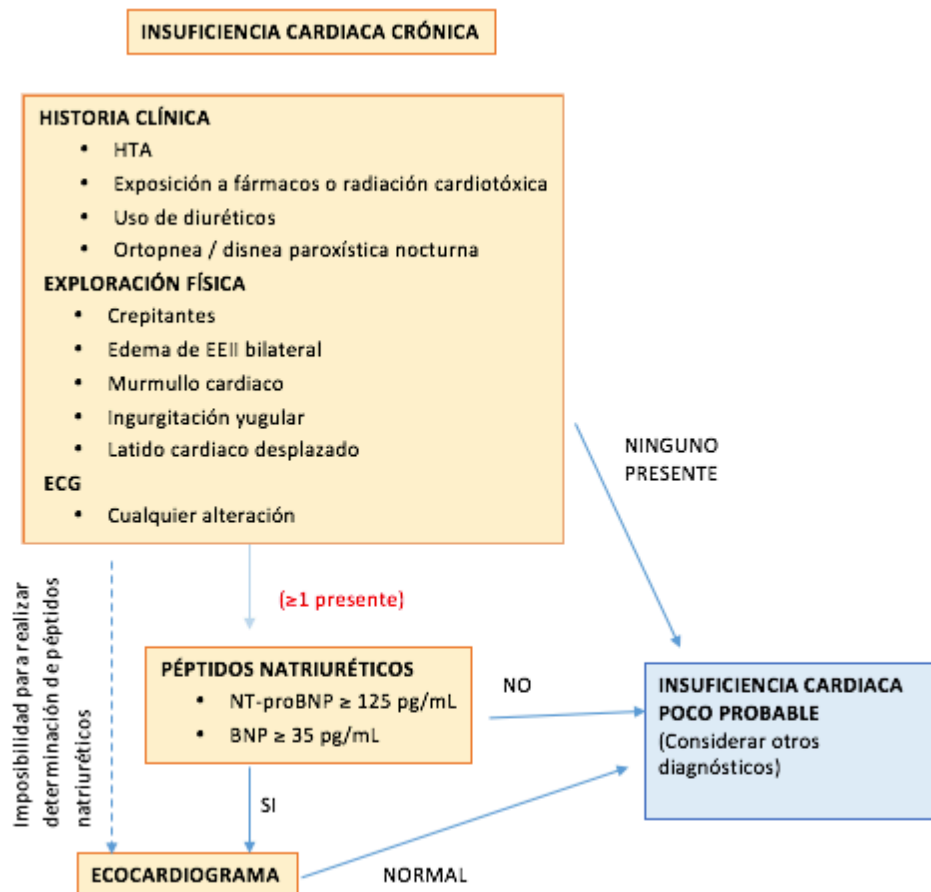 INSUFICIENCIA CARDIACA CRÓNICA
HISTORIA CLÍNICA
• HTA
• Exposición a fármacos o radiación cardiotóxica
• Uso de diuréticos
• Ortopnea / disnea paroxística nocturna
EXPLORACIÓN FÍSICA
• Crepitantes
• Edema de EEII bilateral
• Murmullo cardiaco
• Ingurgitación yugular
• Latido cardiaco desplazado
ECG
• Cualquier alteración
NINGUNO
PRESENTE
Imposibilidad para realizar
determinación de péptidos
natriuréticos
(≥1 presente)
PÉPTIDOS NATRIURÉTICOS
• NT-proBNP ≥ 125 pg/mL
• BNP ≥ 35 pg/mL
NO
INSUFICIENCIA CARDIACA
POCO PROBABLE
(Considerar otros
diagnósticos)
SI
ECOCARDIOGRAMA
NORMAL